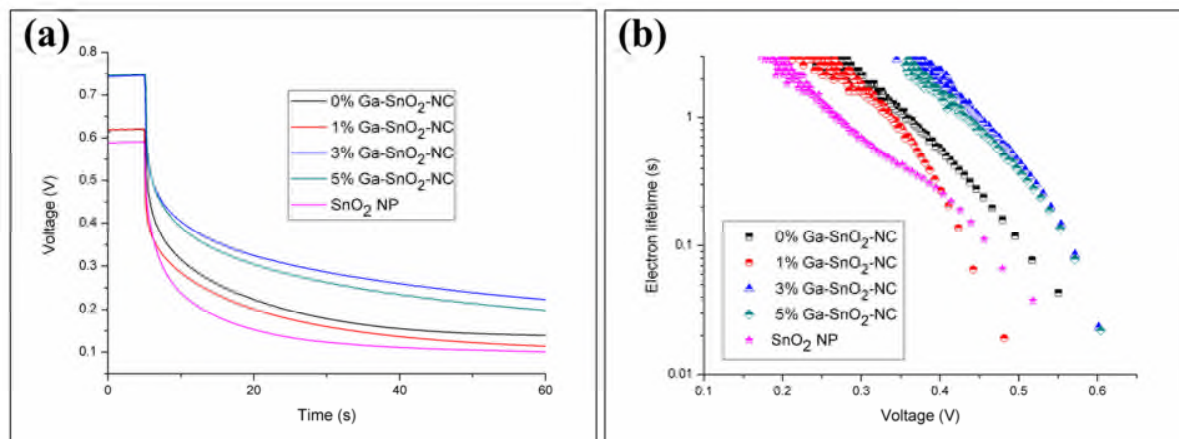 (a)
Voltage (V)
0.8
0.7
0.6
0.5
0.4
0.3
0.2
0.1
0% Ga-SnO2-NC
1% Ga-SnO2-NC
3% Ga-SnO2-NC
5% Ga-SnO2-NC
SnO2 NP
0 20 40 60
Time (s)
(b)
Electron lifetime (s)
1
0.1
0.01
0% Ga-SnO2-NC
1% Ga-SnO2-NC
3% Ga-SnO2-NC
5% Ga-SnO2-NC
SnO2 NP
0.1 0.2 0.3 0.4 0.5 0.6
Voltage (V)